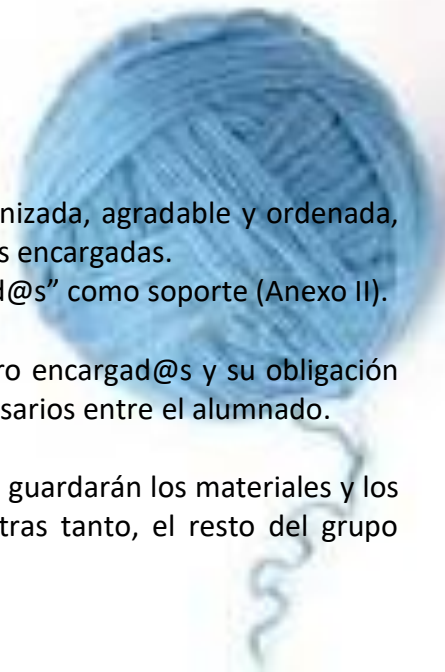 nizada, agradable y ordenada,
s encargadas.
d@s” como soporte (Anexo II).
ro encargad@s y su obligación
sarios entre el alumnado.
guardarán los materiales y los
tras tanto, el resto del grupo